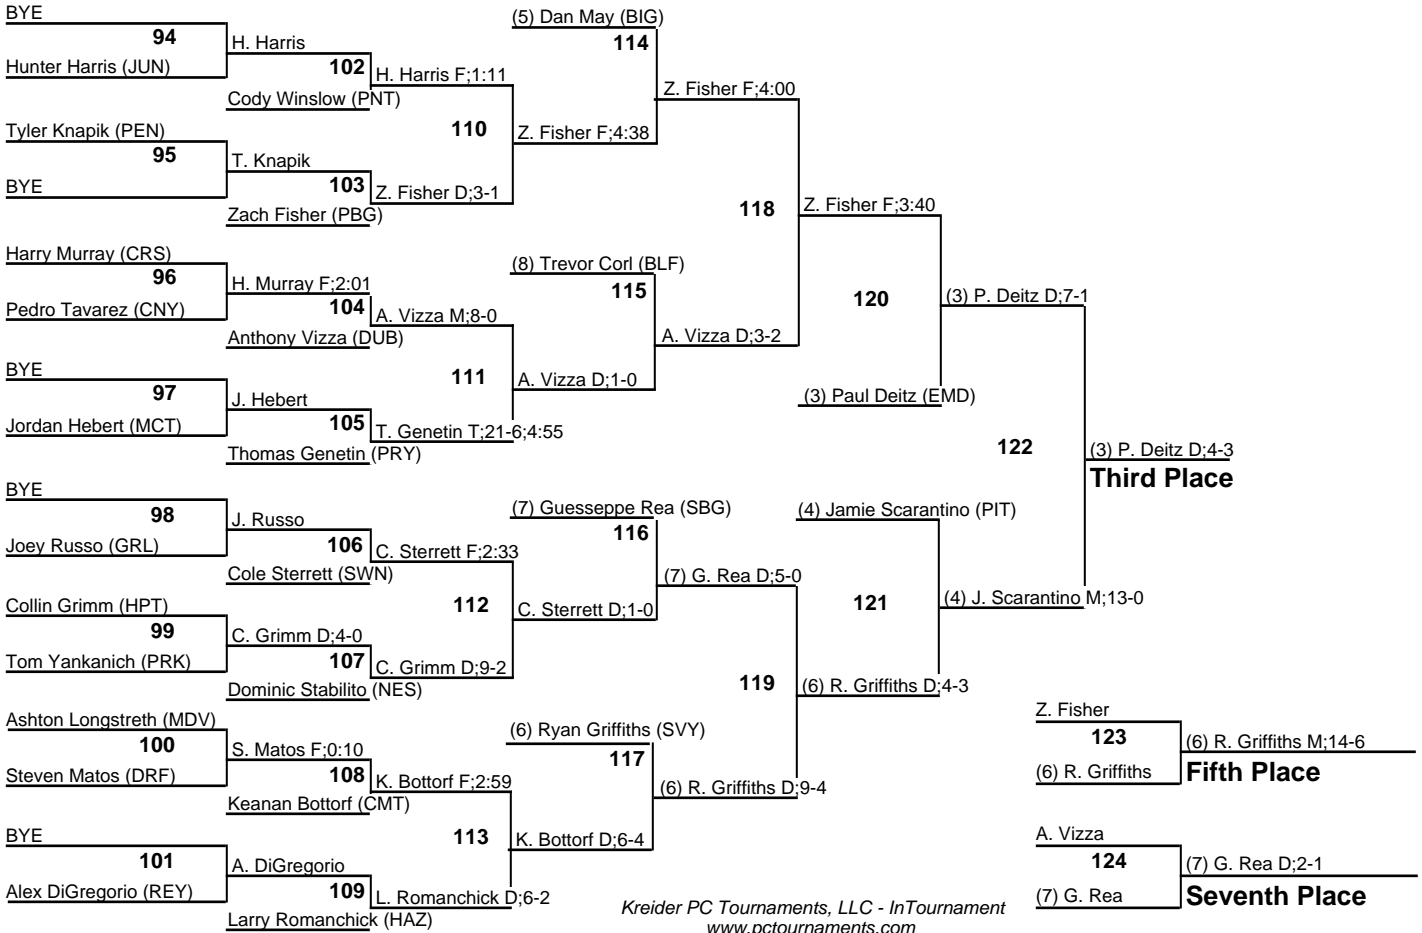 BYE
94
Hunter Harris (JUN)
H. Harris
102
Cody Winslow (PNT)
H. Harris F;1:11
Tyler Knapik (PEN)
95
BYE
T. Knapik
103
Zach Fisher (PBG)
Z. Fisher D;3-1
110
Z. Fisher F;4:38
(5) Dan May (BIG)
114
Z. Fisher F;4:00
Harry Murray (CRS)
96
Pedro Tavarez (CNY)
H. Murray F;2:01
104
Anthony Vizza (DUB)
A. Vizza M;8-0
BYE
97
Jordan Hebert (MCT)
J. Hebert
105
Thomas Genetin (PRY)
T. Genetin T;21-6;4:55
111
A. Vizza D;1-0
(8) Trevor Corl (BLF)
115
A. Vizza D;3-2
118
Z. Fisher F;3:40
120
(3) Paul Deitz (EMD)
(3) P. Deitz D;7-1
BYE
98
Joey Russo (GRL)
J. Russo
106
Cole Sterrett (SWN)
C. Sterrett F;2:33
Collin Grimm (HPT)
99
Tom Yankanich (PRK)
C. Grimm D;4-0
107
Dominic Stabilito (NES)
C. Grimm D;9-2
112
C. Sterrett D;1-0
(7) Guesseppe Rea (SBG)
116
(7) G. Rea D;5-0
Ashton Longstreth (MDV)
100
Steven Matos (DRF)
S. Matos F;0:10
108
Keanan Bottorf (CMT)
K. Bottorf F;2:59
BYE
101
Alex DiGregorio (REY)
A. DiGregorio
109
Larry Romanchick (HAZ)
L. Romanchick D;6-2
113
K. Bottorf D;6-4
(6) Ryan Griffiths (SVY)
117
(6) R. Griffiths D;9-4
119
(6) R. Griffiths D;4-3
(4) Jamie Scarantino (PIT)
121
(4) J. Scarantino M;13-0
122
(3) P. Deitz D;4-3
Third Place
Z. Fisher
123
(6) R. Griffiths
(6) R. Griffiths M;14-6
Fifth Place
A. Vizza
124
(7) G. Rea
(7) G. Rea D;2-1
Seventh Place
Kreider PC Tournaments, LLC - InTournament
www.pctournaments.com